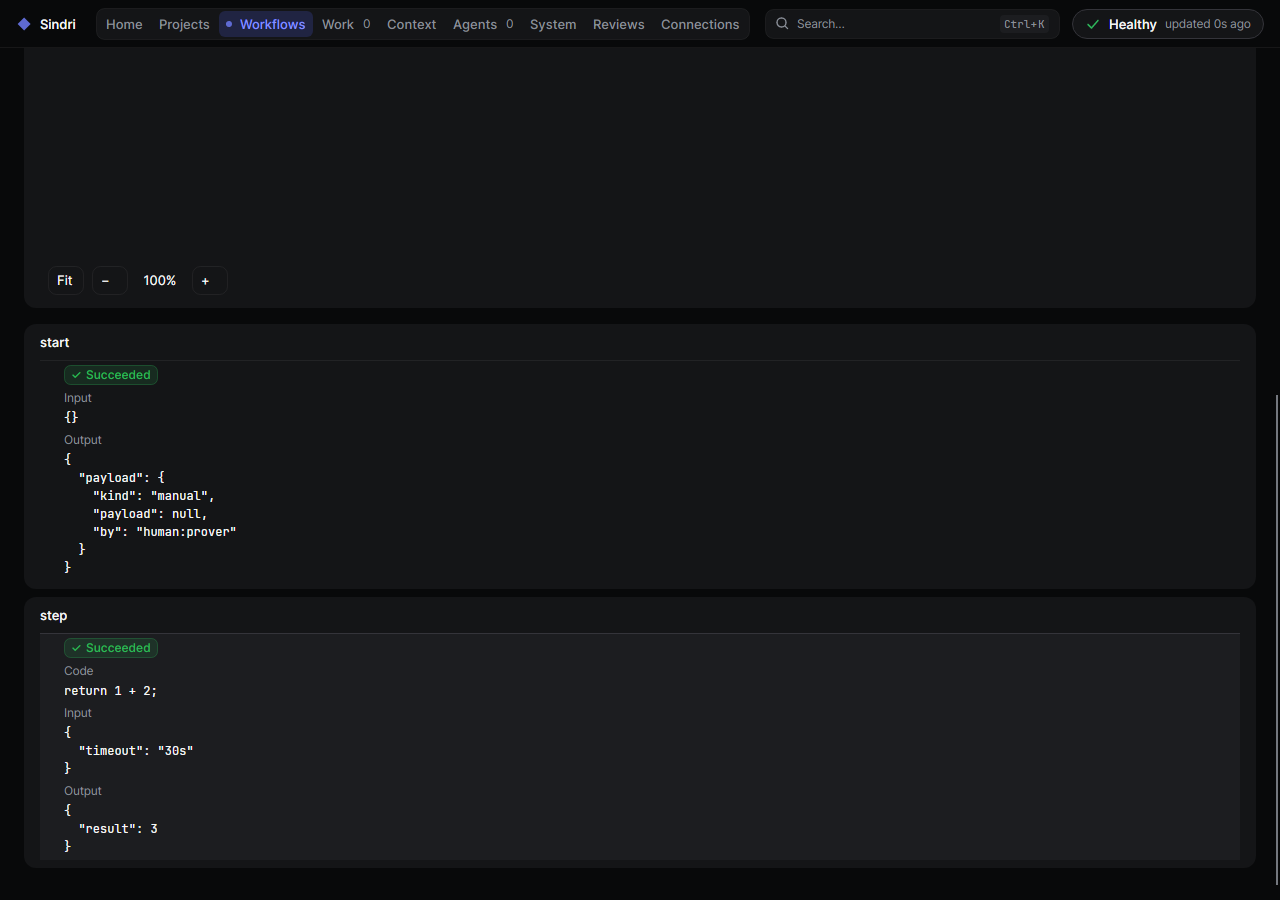 Sindri Home Projects Workflows Work 0 Context Agents 0 System Reviews Connections Search... Ctrl+K Healthy updated 0s ago
Fit − 100% +
start
Succeeded
Input
{}
Output
{
  "payload": {
    "kind": "manual",
    "payload": null,
    "by": "human:prover"
  }
}
step
Succeeded
Code
return 1 + 2;
Input
{
  "timeout": "30s"
}
Output
{
  "result": 3
}